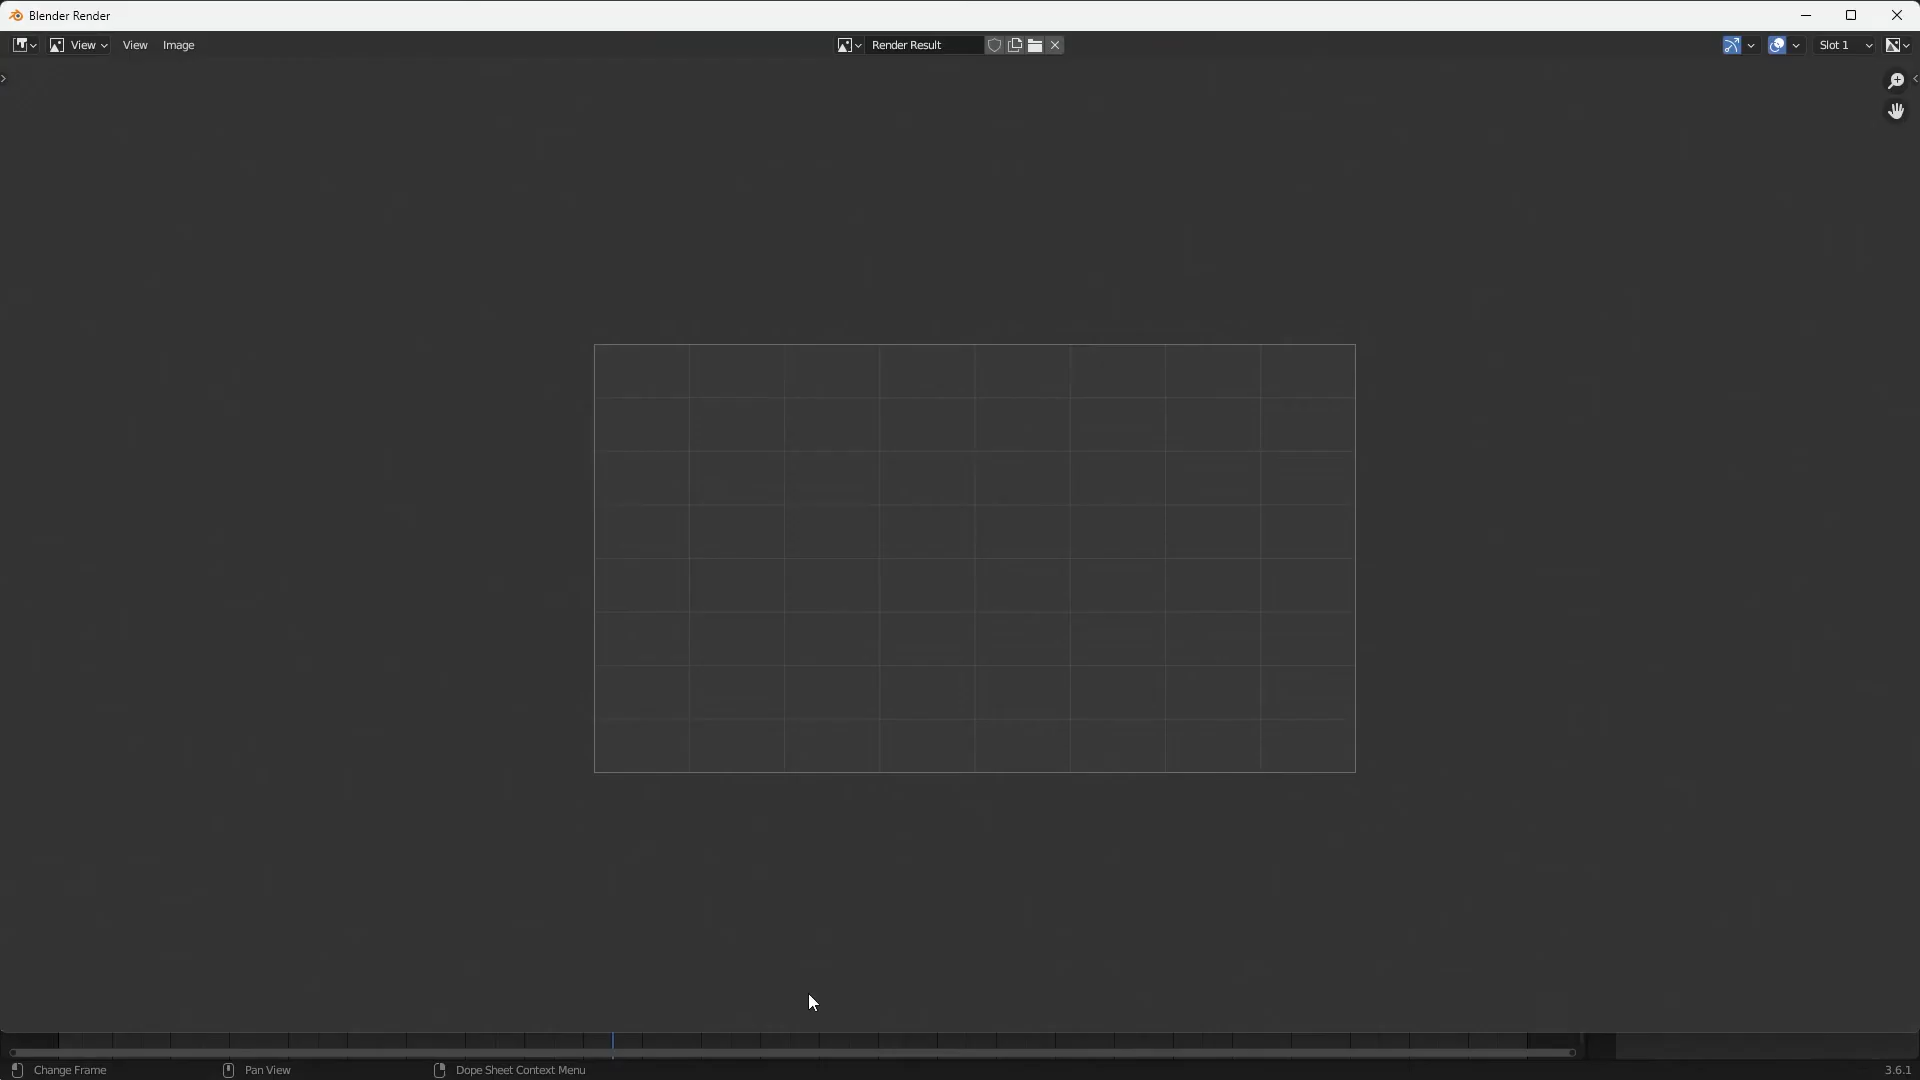 Blender Render
View View Image Render Result Slot 1
Change Frame Pan View Dope Sheet Context Menu 3.6.1